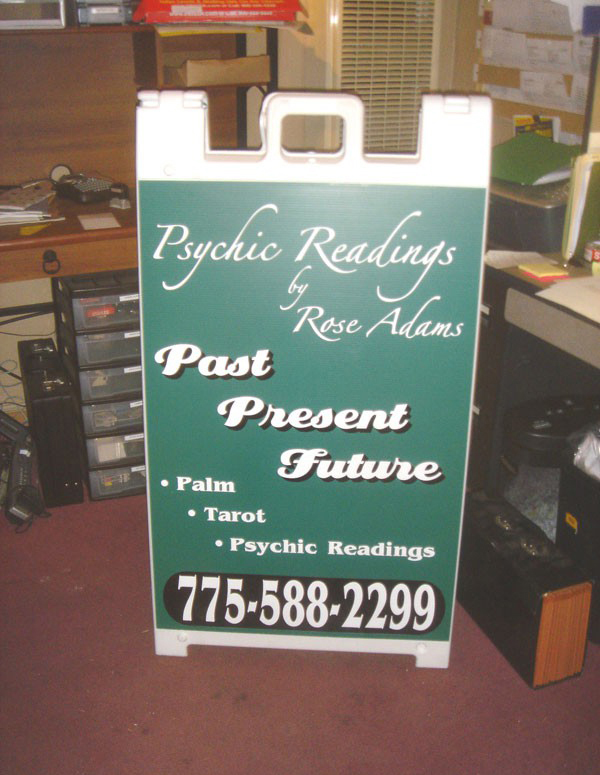 Psychic Readings
by
Rose Adams
Past
Present
Future
• Palm
• Tarot
• Psychic Readings
775-588-2299